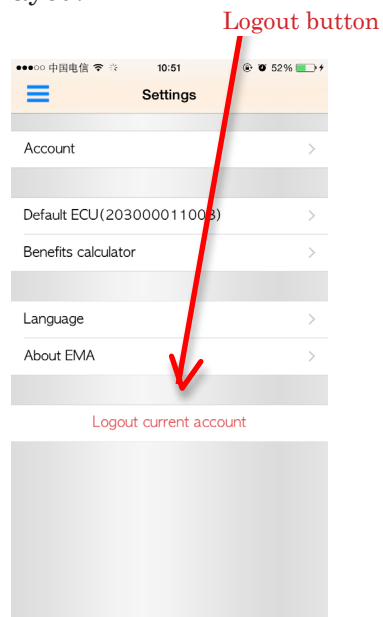 Logout button
中国电信 10:51 52%
Settings
Account
Default ECU(203000011008)
Benefits calculator
Language
About EMA
Logout current account